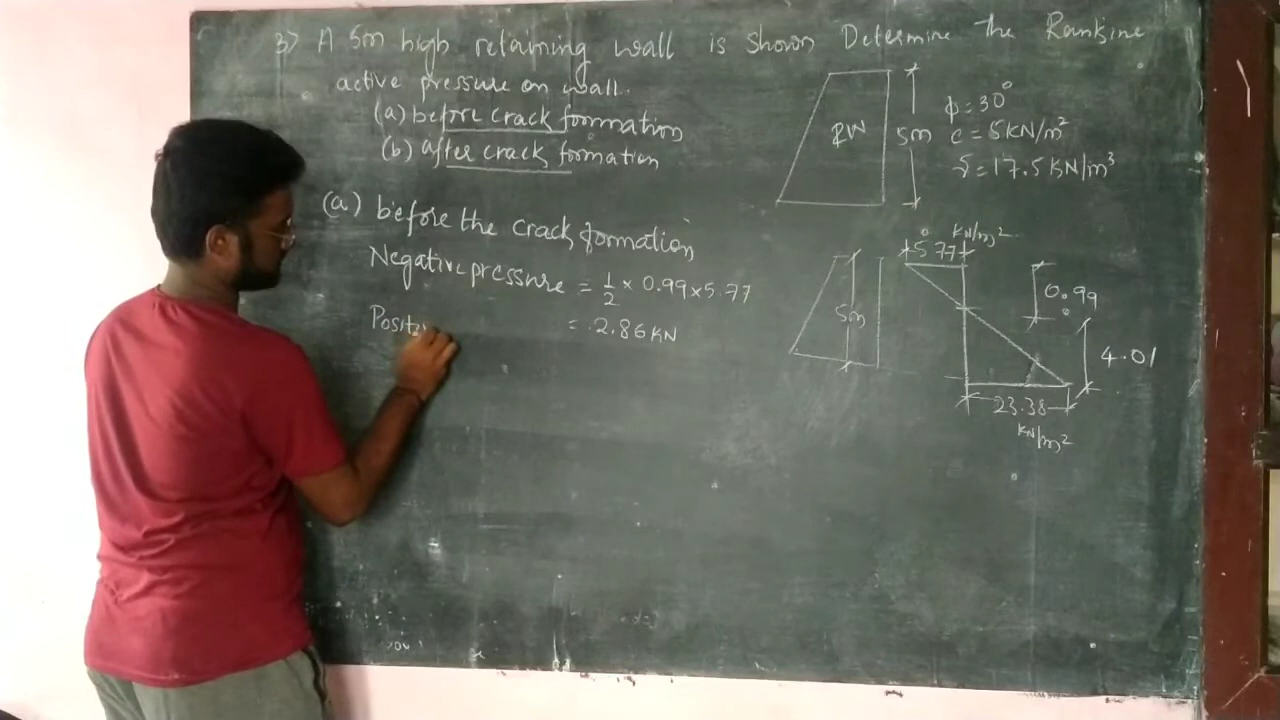 3) A 5m high retaining wall is shown Determine the Rankine
active pressure on wall.
(a) before crack formation
(b) after crack formation
RW
5m
φ = 30°
c = 5 KN/m²
γ = 17.5 KN/m³
(a) before the crack formation
Negative pressure = 1/2 × 0.99 × 5.77
= 2.86 KN
Positiv
5m
5.77
KN/m²
0.99
4.01
23.38
KN/m²